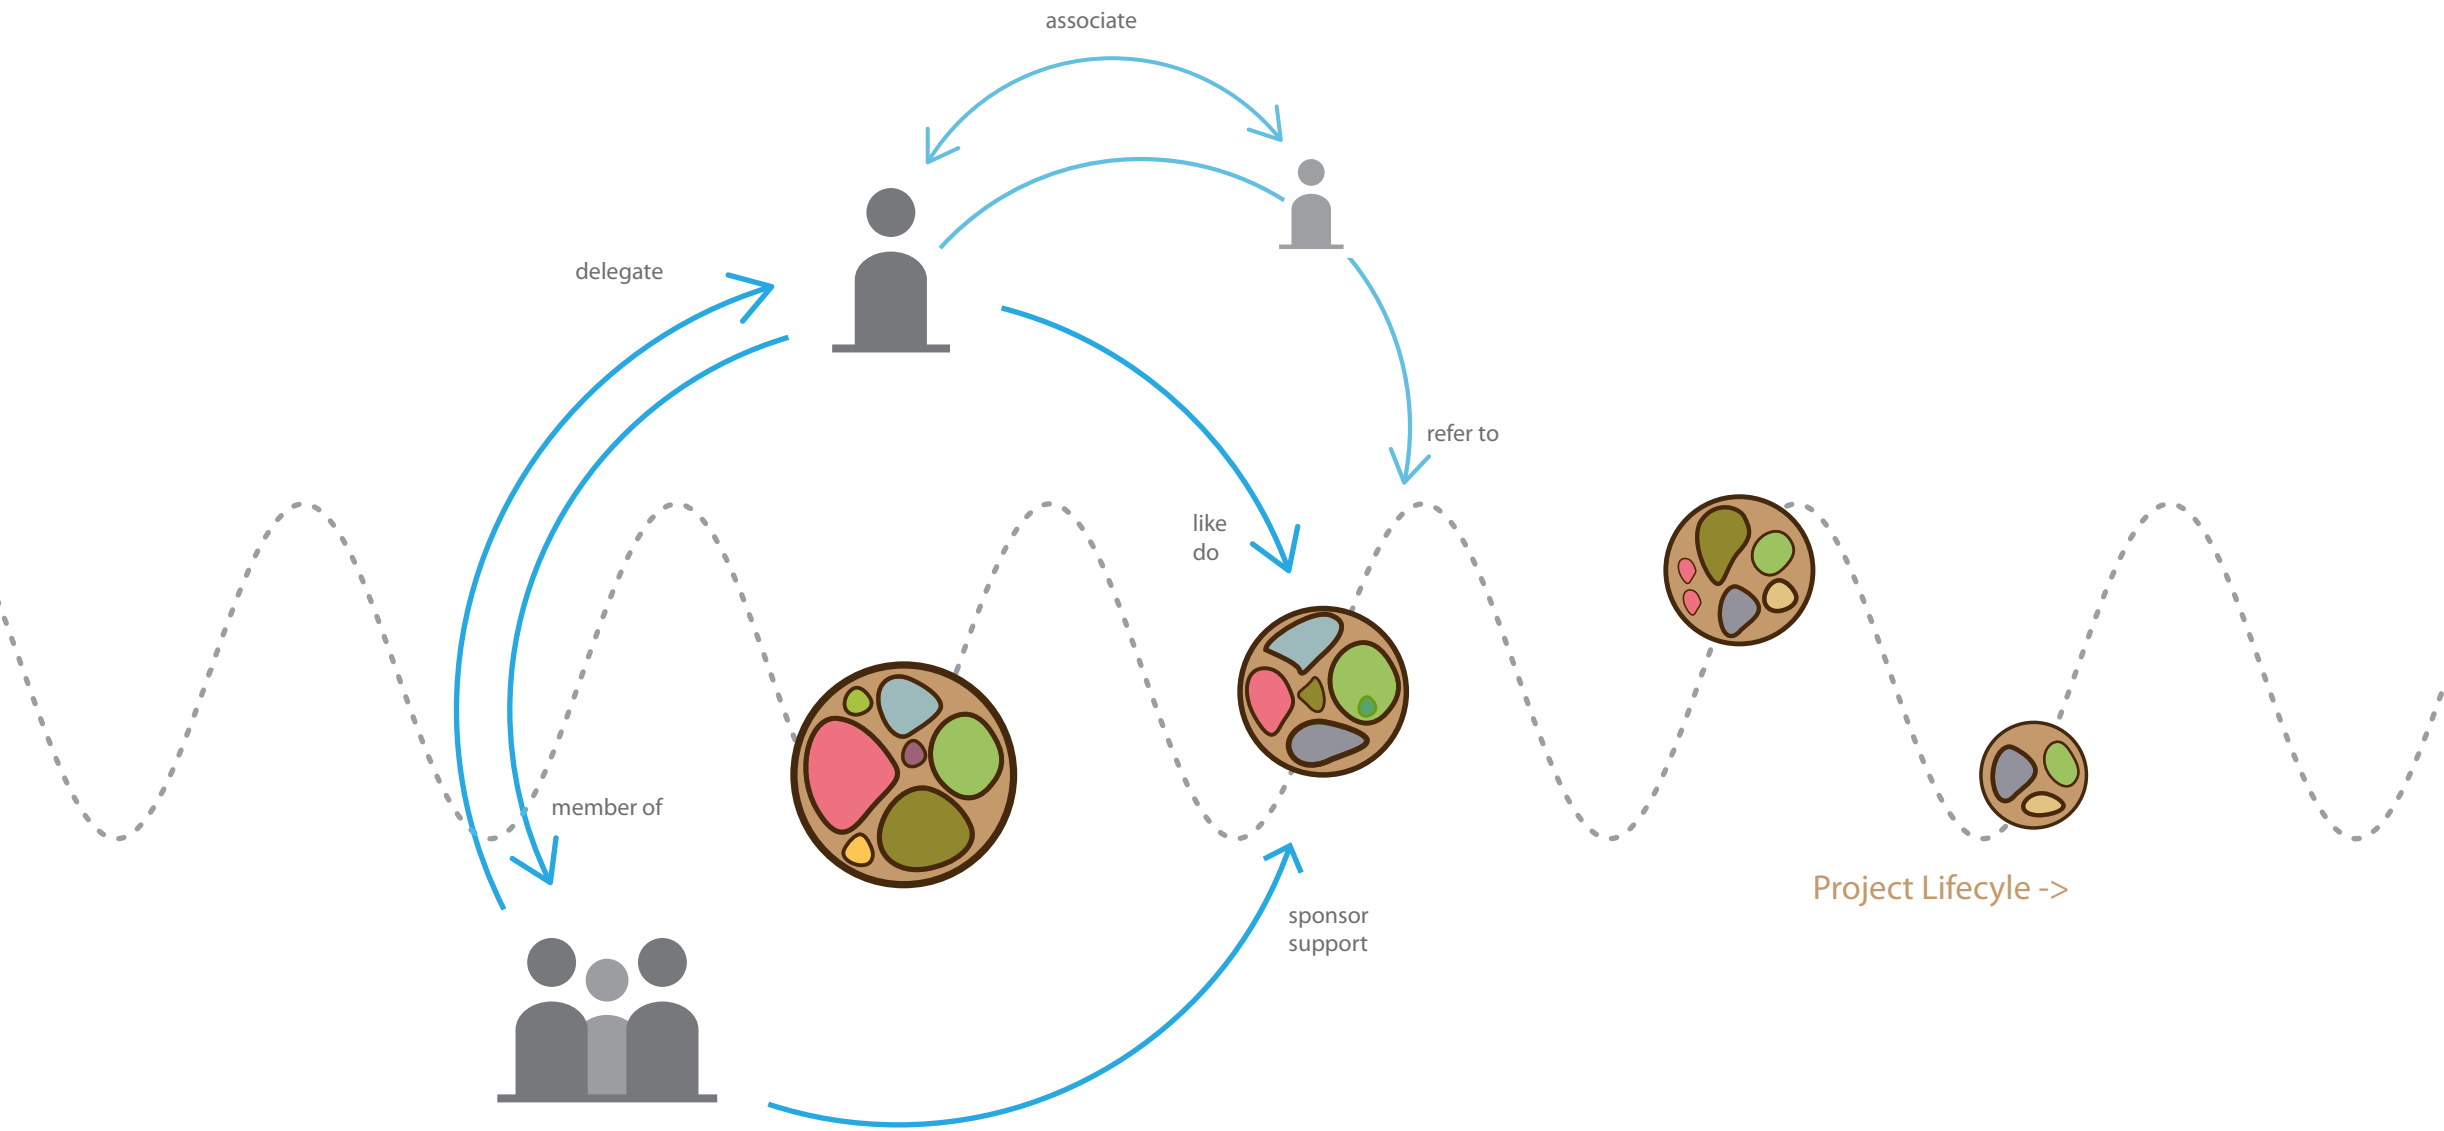 associate
delegate
refer to
like
do
member of
Project Lifecyle ->
sponsor
support